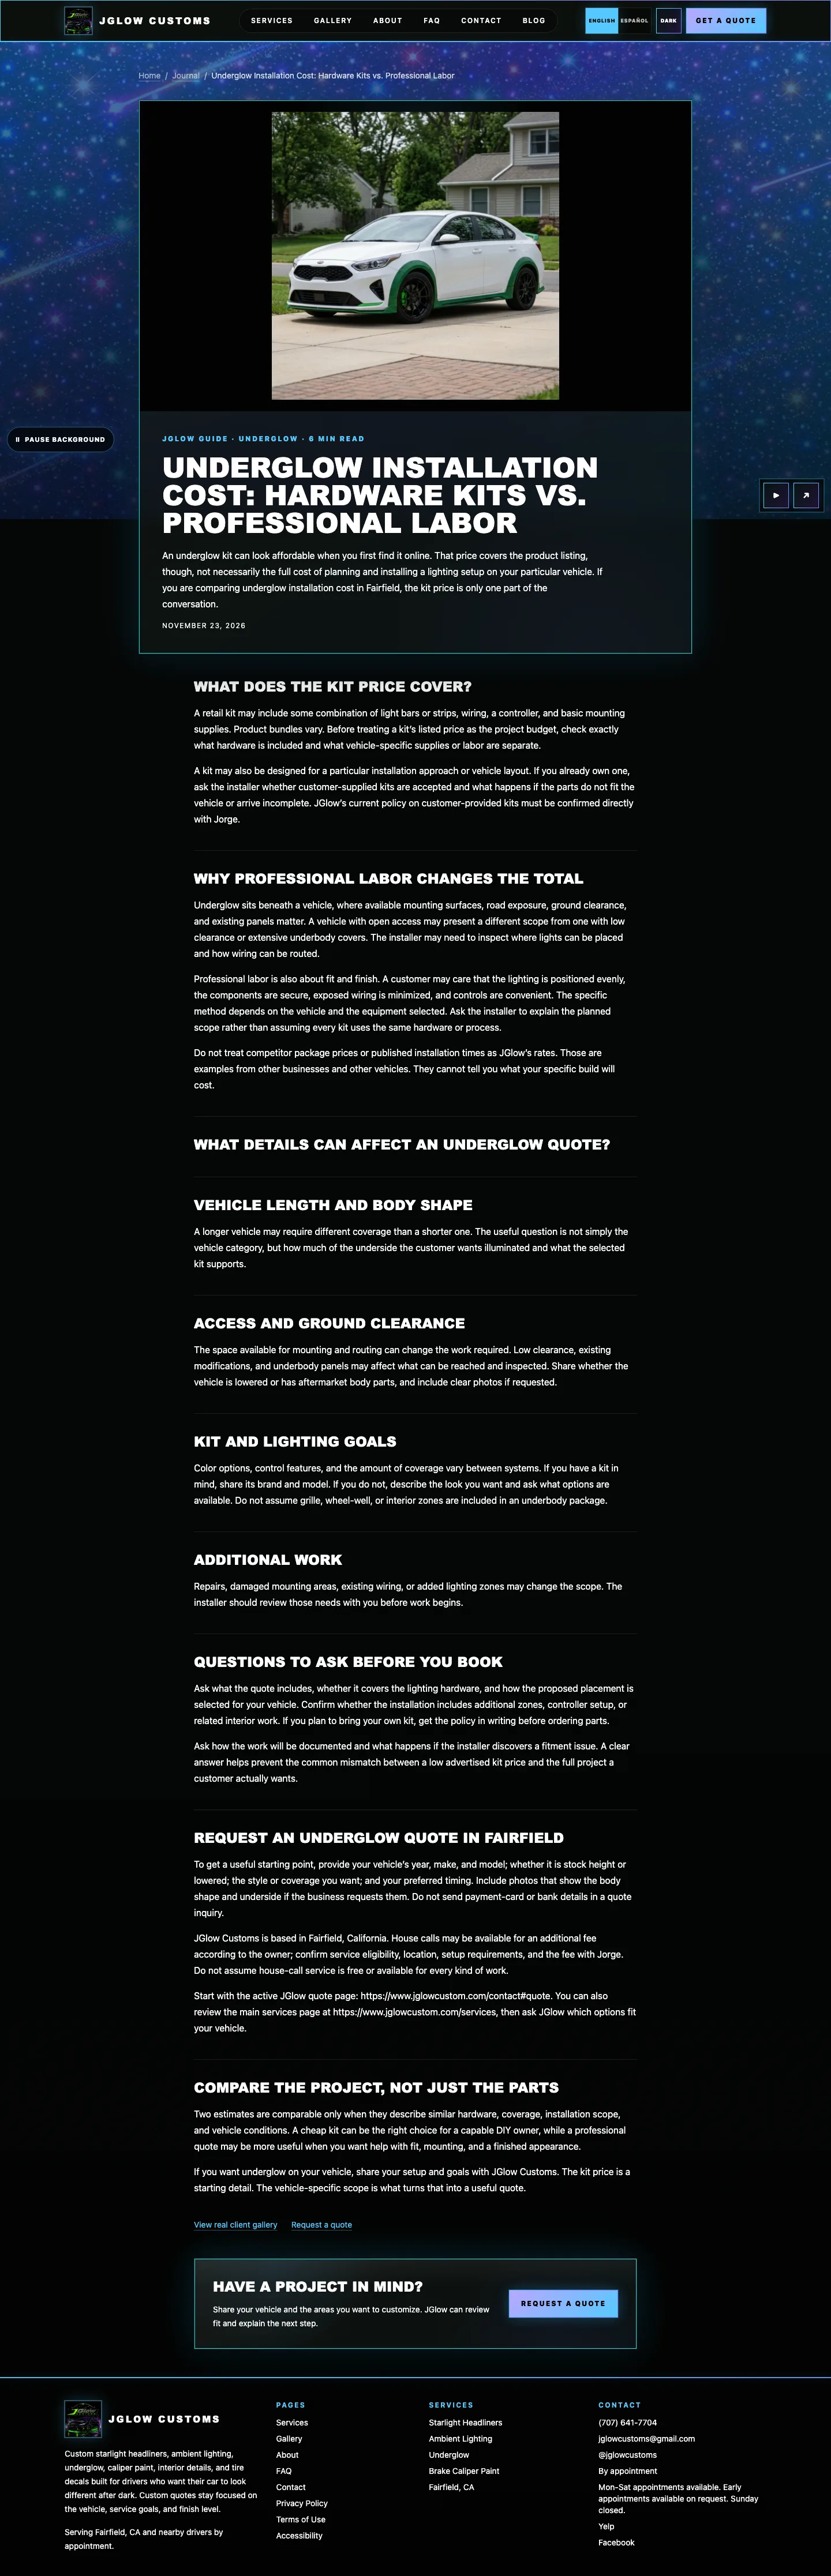 JGLOW CUSTOMS
SERVICES
GALLERY
ABOUT
FAQ
CONTACT
BLOG
ENGLISH
ESPAÑOL
DARK
GET A QUOTE
Home / Journal / Underglow Installation Cost: Hardware Kits vs. Professional Labor
PAUSE BACKGROUND
JGLOW GUIDE · UNDERGLOW · 6 MIN READ
UNDERGLOW INSTALLATION
COST: HARDWARE KITS VS.
PROFESSIONAL LABOR
An underglow kit can look affordable when you first find it online. That price covers the product listing,
though, not necessarily the full cost of planning and installing a lighting setup on your particular vehicle. If
you are comparing underglow installation cost in Fairfield, the kit price is only one part of the
conversation.
NOVEMBER 23, 2026
WHAT DOES THE KIT PRICE COVER?
A retail kit may include some combination of light bars or strips, wiring, a controller, and basic mounting
supplies. Product bundles vary. Before treating a kit’s listed price as the project budget, check exactly
what hardware is included and what vehicle-specific supplies or labor are separate.
A kit may also be designed for a particular installation approach or vehicle layout. If you already own one,
ask the installer whether customer-supplied kits are accepted and what happens if the parts do not fit the
vehicle or arrive incomplete. JGlow’s current policy on customer-provided kits must be confirmed directly
with Jorge.
WHY PROFESSIONAL LABOR CHANGES THE TOTAL
Underglow sits beneath a vehicle, where available mounting surfaces, road exposure, ground clearance,
and existing panels matter. A vehicle with open access may present a different scope from one with low
clearance or extensive underbody covers. The installer may need to inspect where lights can be placed
and how wiring can be routed.
Professional labor is also about fit and finish. A customer may care that the lighting is positioned evenly,
the components are secure, exposed wiring is minimized, and controls are convenient. The specific
method depends on the vehicle and the equipment selected. Ask the installer to explain the planned
scope rather than assuming every kit uses the same hardware or process.
Do not treat competitor package prices or published installation times as JGlow’s rates. Those are
examples from other businesses and other vehicles. They cannot tell you what your specific build will
cost.
WHAT DETAILS CAN AFFECT AN UNDERGLOW QUOTE?
VEHICLE LENGTH AND BODY SHAPE
A longer vehicle may require different coverage than a shorter one. The useful question is not simply the
vehicle category, but how much of the underside the customer wants illuminated and what the selected
kit supports.
ACCESS AND GROUND CLEARANCE
The space available for mounting and routing can change the work required. Low clearance, existing
modifications, and underbody panels may affect what can be reached and inspected. Share whether the
vehicle is lowered or has aftermarket body parts, and include clear photos if requested.
KIT AND LIGHTING GOALS
Color options, control features, and the amount of coverage vary between systems. If you have a kit in
mind, share its brand and model. If you do not, describe the look you want and ask what options are
available. Do not assume grille, wheel-well, or interior zones are included in an underbody package.
ADDITIONAL WORK
Repairs, damaged mounting areas, existing wiring, or added lighting zones may change the scope. The
installer should review those needs with you before work begins.
QUESTIONS TO ASK BEFORE YOU BOOK
Ask what the quote includes, whether it covers the lighting hardware, and how the proposed placement is
selected for your vehicle. Confirm whether the installation includes additional zones, controller setup, or
related interior work. If you plan to bring your own kit, get the policy in writing before ordering parts.
Ask how the work will be documented and what happens if the installer discovers a fitment issue. A clear
answer helps prevent the common mismatch between a low advertised kit price and the full project a
customer actually wants.
REQUEST AN UNDERGLOW QUOTE IN FAIRFIELD
To get a useful starting point, provide your vehicle’s year, make, and model; whether it is stock height or
lowered; the style or coverage you want; and your preferred timing. Include photos that show the body
shape and underside if the business requests them. Do not send payment-card or bank details in a quote
inquiry.
JGlow Customs is based in Fairfield, California. House calls may be available for an additional fee
according to the owner; confirm service eligibility, location, setup requirements, and the fee with Jorge.
Do not assume house-call service is free or available for every kind of work.
Start with the active JGlow quote page: https://www.jglowcustom.com/contact#quote. You can also
review the main services page at https://www.jglowcustom.com/services, then ask JGlow which options fit
your vehicle.
COMPARE THE PROJECT, NOT JUST THE PARTS
Two estimates are comparable only when they describe similar hardware, coverage, installation scope,
and vehicle conditions. A cheap kit can be the right choice for a capable DIY owner, while a professional
quote may be more useful when you want help with fit, mounting, and a finished appearance.
If you want underglow on your vehicle, share your setup and goals with JGlow Customs. The kit price is a
starting detail. The vehicle-specific scope is what turns that into a useful quote.
View real client gallery
Request a quote
HAVE A PROJECT IN MIND?
Share your vehicle and the areas you want to customize. JGlow can review
fit and explain the next step.
REQUEST A QUOTE
JGLOW CUSTOMS
Custom starlight headliners, ambient lighting,
underglow, caliper paint, interior details, and tire
decals built for drivers who want their car to look
different after dark. Custom quotes stay focused on
the vehicle, service goals, and finish level.
Serving Fairfield, CA and nearby drivers by
appointment.
PAGES
Services
Gallery
About
FAQ
Contact
Privacy Policy
Terms of Use
Accessibility
SERVICES
Starlight Headliners
Ambient Lighting
Underglow
Brake Caliper Paint
Fairfield, CA
CONTACT
(707) 641-7704
jglowcustoms@gmail.com
@jglowcustoms
By appointment
Mon-Sat appointments available. Early
appointments available on request. Sunday
closed.
Yelp
Facebook